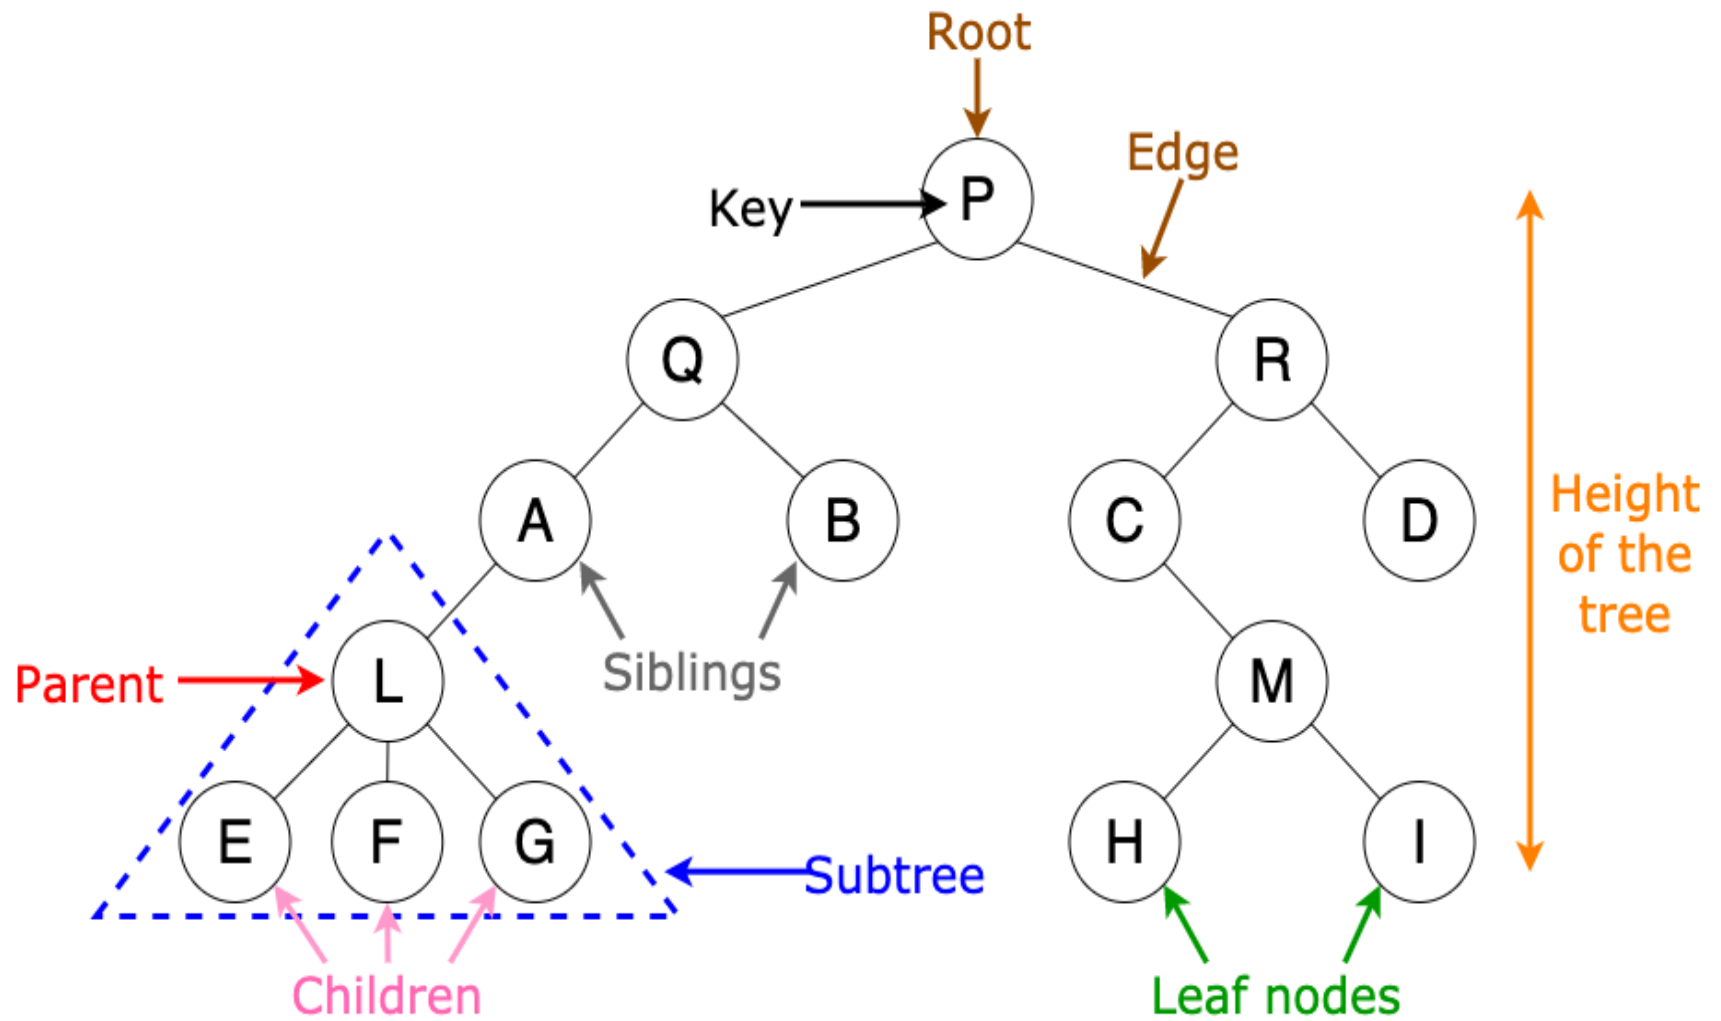 Root
Edge
Key
P
Q
R
A
B
C
D
Height
of the
tree
Siblings
Parent
L
M
E
F
G
H
I
Subtree
Children
Leaf nodes